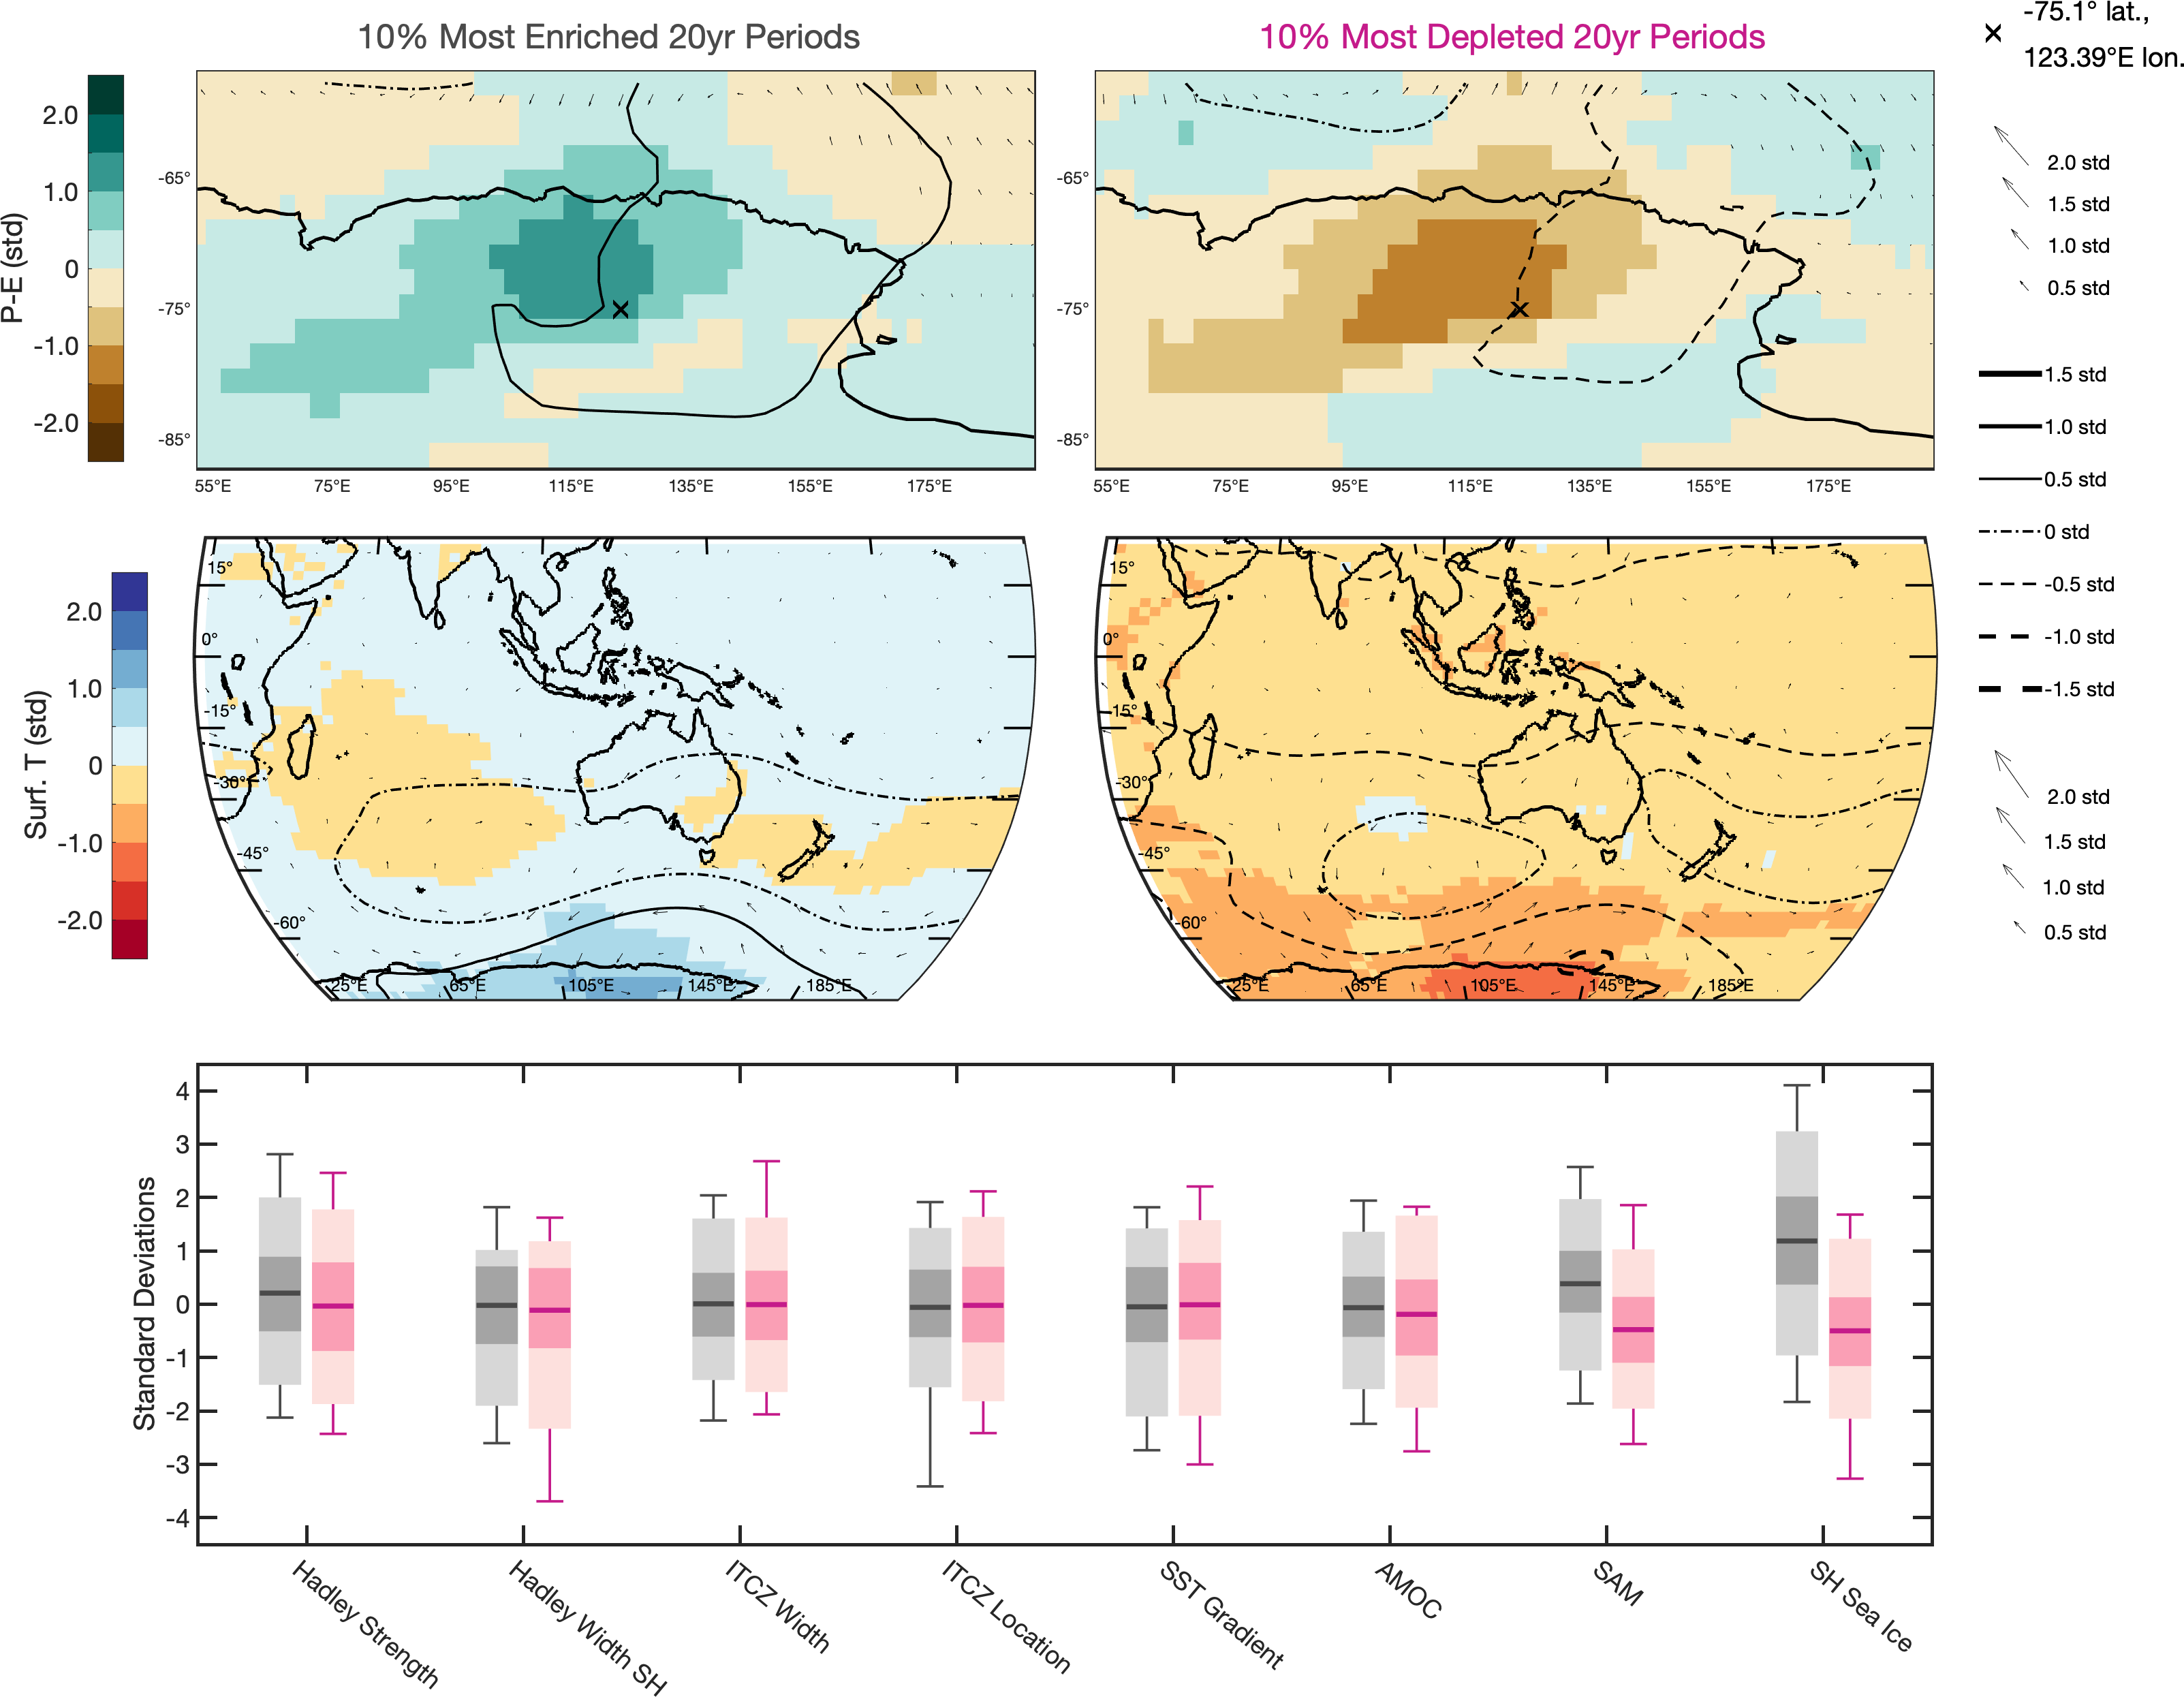 10% Most Enriched 20yr Periods
10% Most Depleted 20yr Periods
-75.1° lat.,
123.39°E lon.
P-E (std)
2.0
1.0
0
-1.0
-2.0
-65°
-75°
-85°
55°E 75°E 95°E 115°E 135°E 155°E 175°E
-65°
-75°
-85°
55°E 75°E 95°E 115°E 135°E 155°E 175°E
2.0 std
1.5 std
1.0 std
0.5 std
1.5 std
1.0 std
0.5 std
0 std
-0.5 std
-1.0 std
-1.5 std
Surf. T (std)
2.0
1.0
0
-1.0
-2.0
15°
0°
-15°
-30°
-45°
-60°
25°E 65°E 105°E 145°E 185°E
15°
0°
-15°
-30°
-45°
-60°
25°E 65°E 105°E 145°E 185°E
2.0 std
1.5 std
1.0 std
0.5 std
Standard Deviations
4
3
2
1
0
-1
-2
-3
-4
Hadley Strength
Hadley Width SH
ITCZ Width
ITCZ Location
SST Gradient
AMOC
SAM
SH Sea Ice